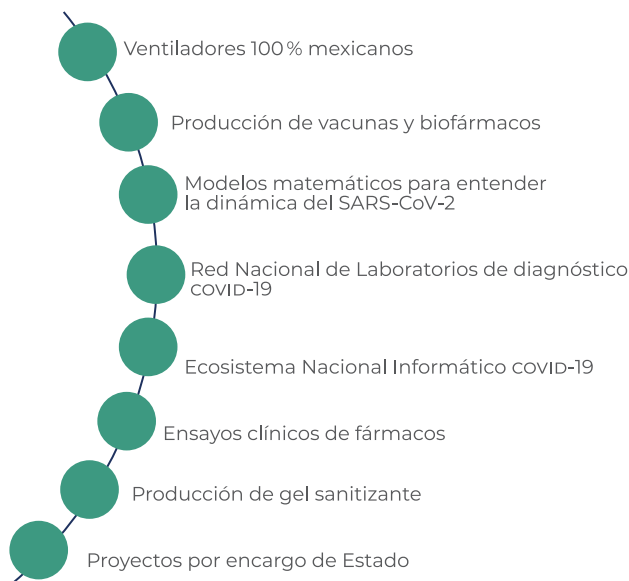 Ventiladores 100% mexicanos
Producción de vacunas y biofármacos
Modelos matemáticos para entender
la dinámica del SARS-CoV-2
Red Nacional de Laboratorios de diagnóstico
COVID-19
Ecosistema Nacional Informático COVID-19
Ensayos clínicos de fármacos
Producción de gel sanitizante
Proyectos por encargo de Estado